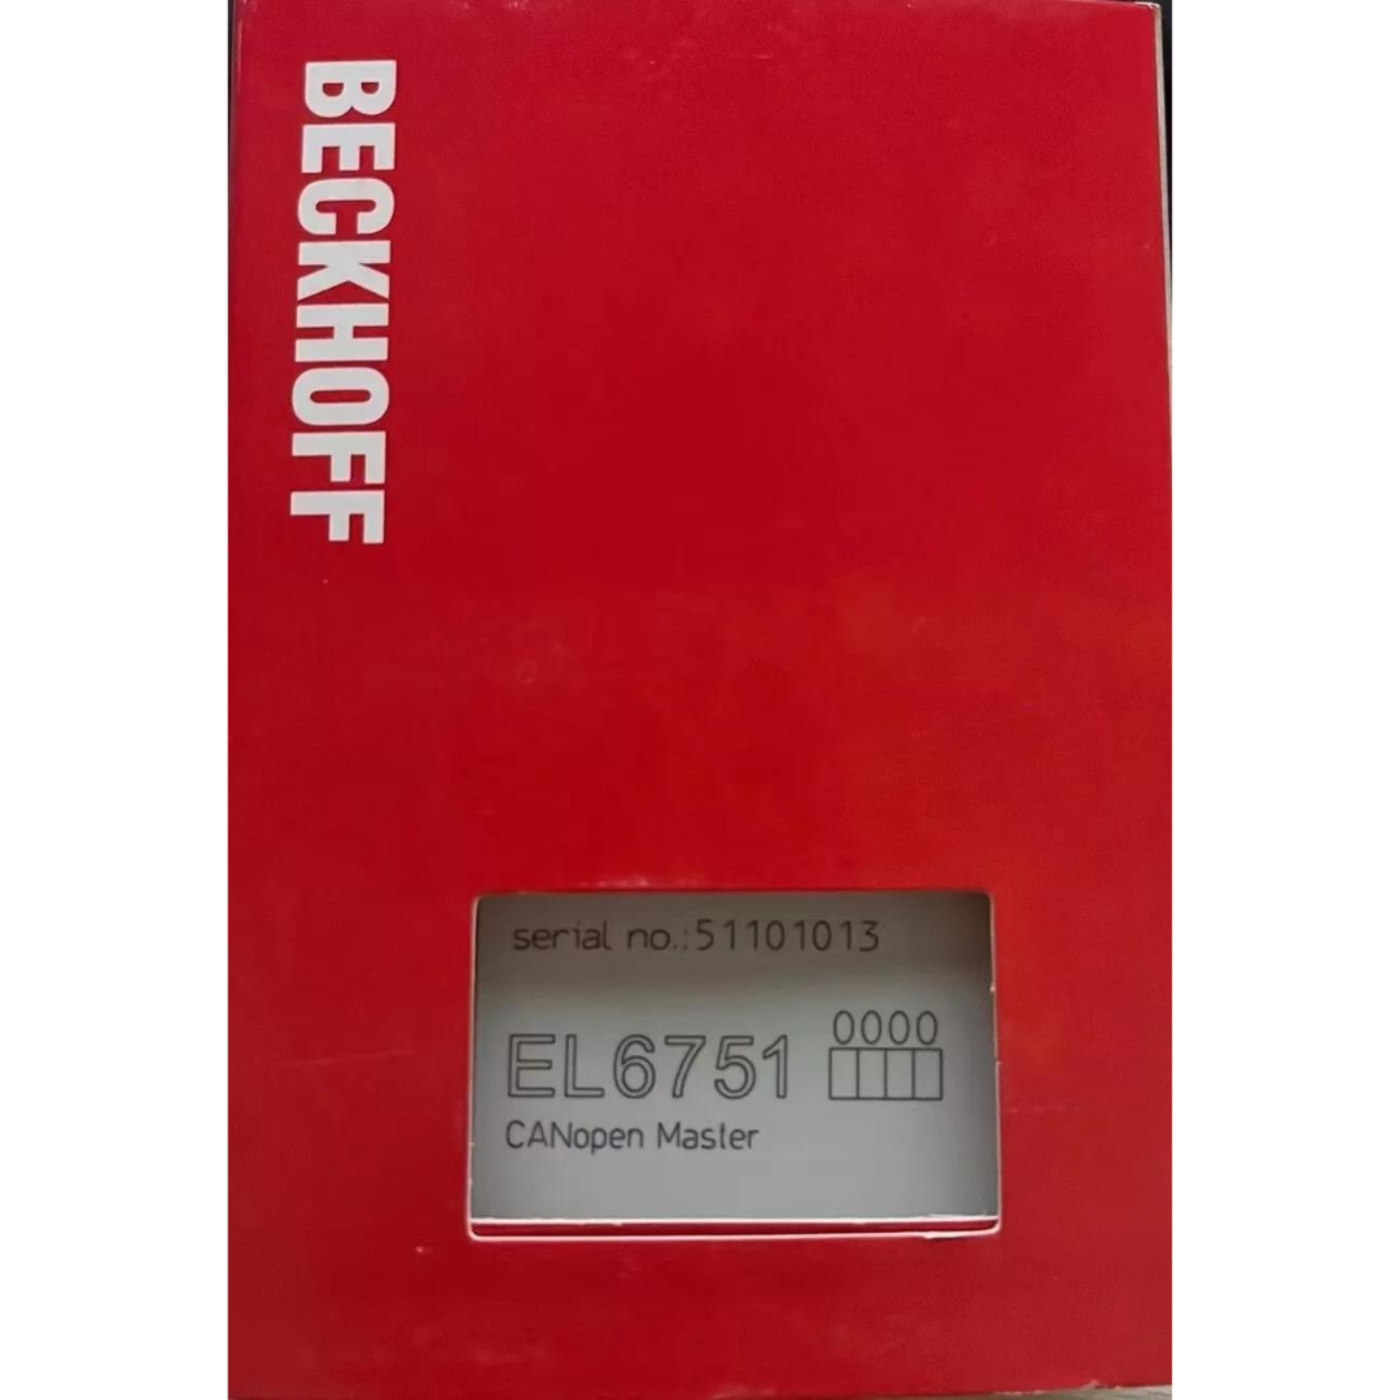 BECKHOFF
serial no.:51101013
0000
EL6751
CANopen Master